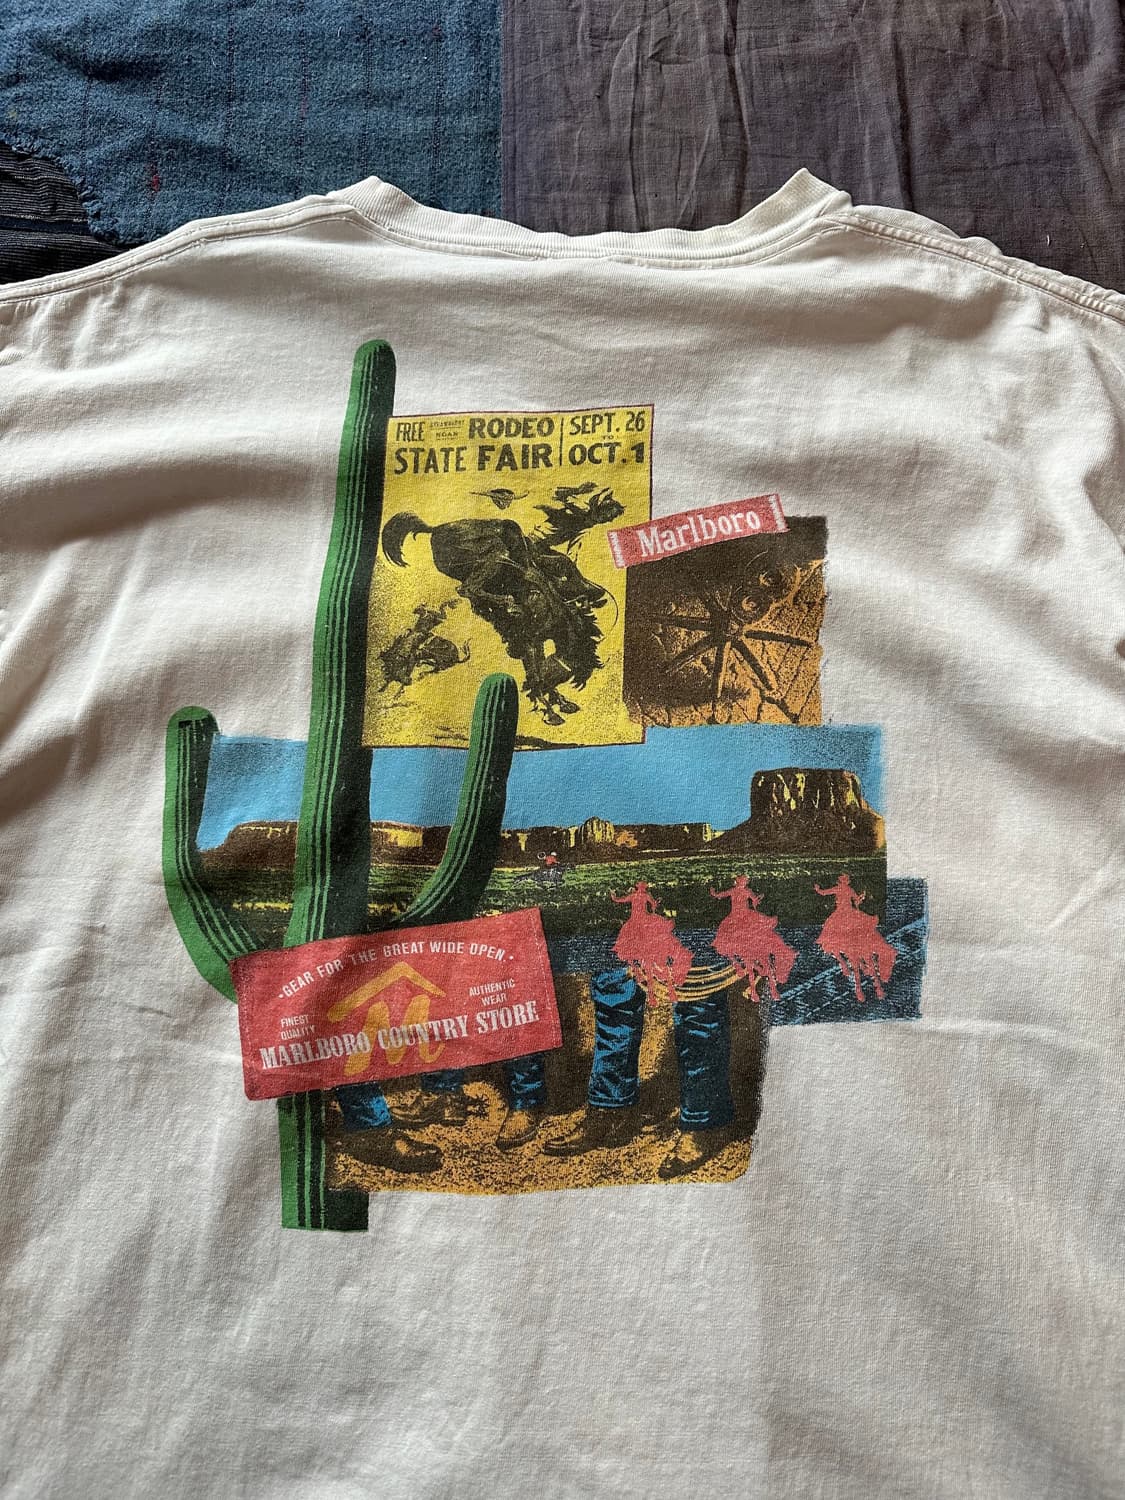 FREE RODEO SEPT. 26
STATE FAIR TO OCT. 1
Marlboro
·GEAR FOR THE GREAT WIDE OPEN.·
FINEST
QUALITY
AUTHENTIC
WEAR
M
MARLBORO COUNTRY STORE